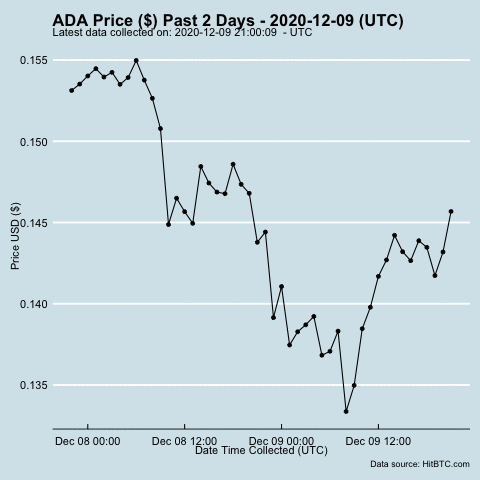 ADA Price ($) Past 2 Days - 2020-12-09 (UTC)
Latest data collected on: 2020-12-09 21:00:09 - UTC
0.155
0.150
0.145
0.140
0.135
Price USD ($)
Dec 08 00:00
Dec 08 12:00
Dec 09 00:00
Dec 09 12:00
Date Time Collected (UTC)
Data source: HitBTC.com